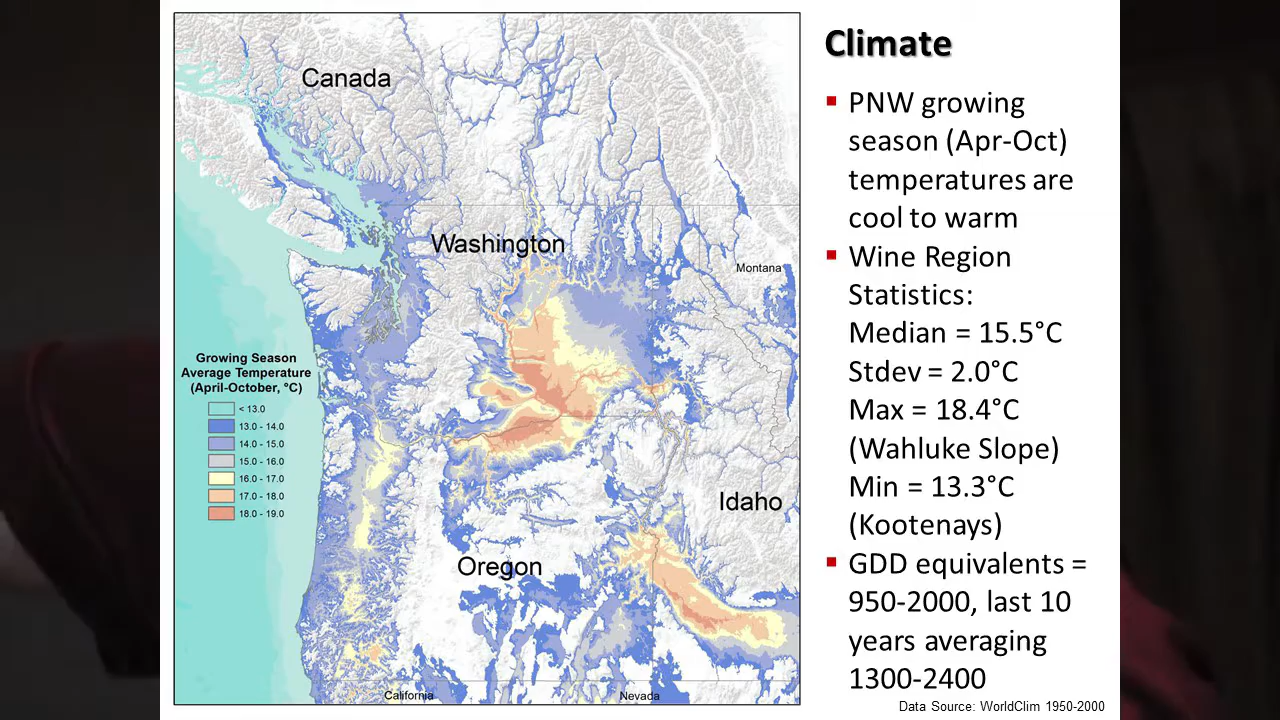 Canada
Washington
Montana
Growing Season
Average Temperature
(April-October, °C)
< 13.0
13.0 - 14.0
14.0 - 15.0
15.0 - 16.0
16.0 - 17.0
17.0 - 18.0
18.0 - 19.0
Idaho
Oregon
California
Nevada
Climate
PNW growing
season (Apr-Oct)
temperatures are
cool to warm
Wine Region
Statistics:
Median = 15.5°C
Stdev = 2.0°C
Max = 18.4°C
(Wahluke Slope)
Min = 13.3°C
(Kootenays)
GDD equivalents =
950-2000, last 10
years averaging
1300-2400
Data Source: WorldClim 1950-2000